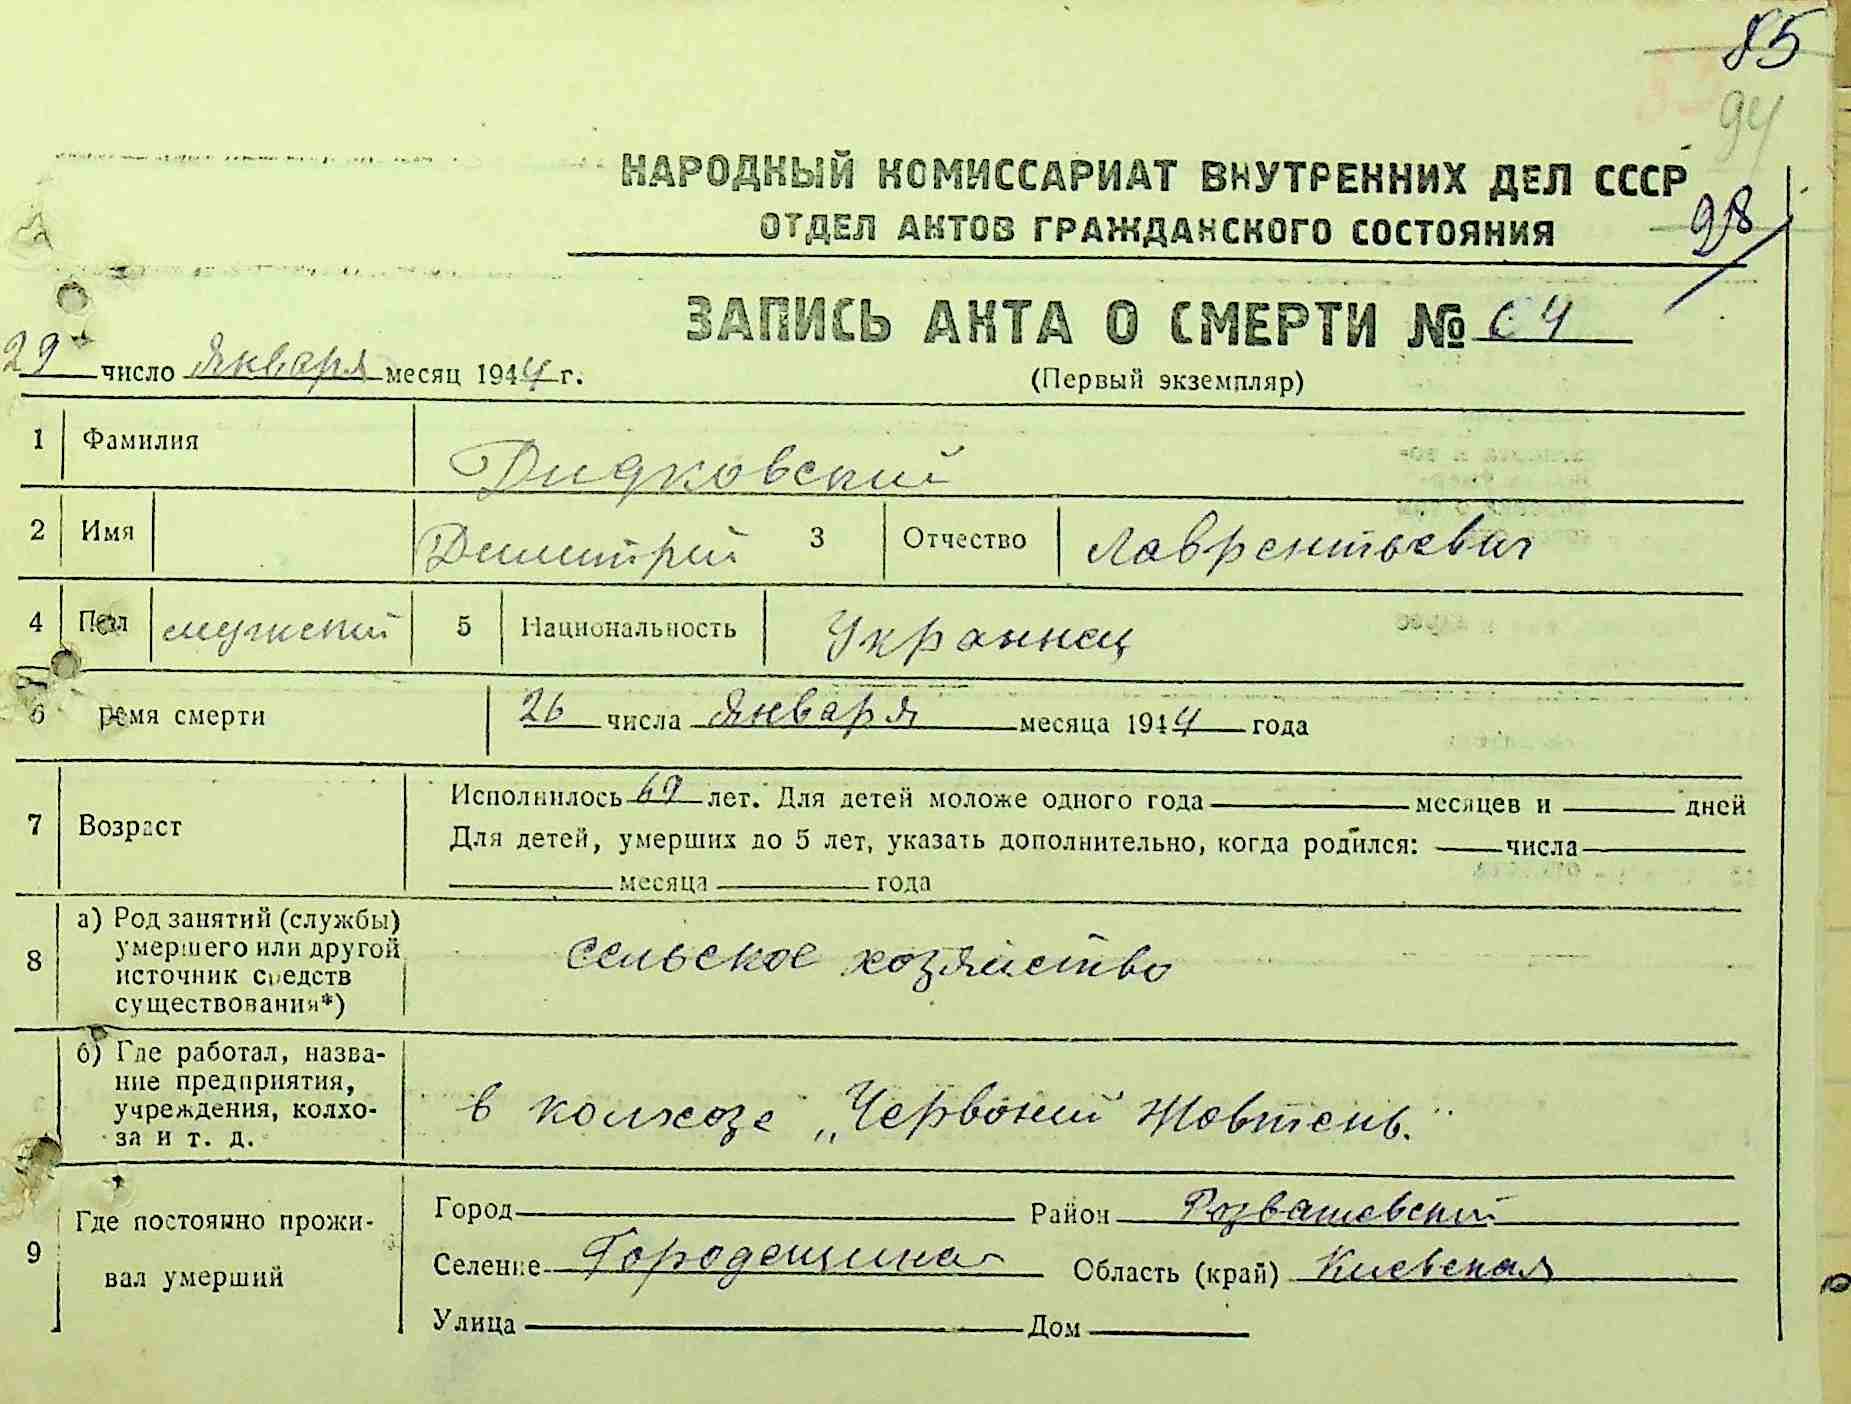 85
94
НАРОДНЫЙ КОМИССАРИАТ ВНУТРЕННИХ ДЕЛ СССР
ОТДЕЛ АКТОВ ГРАЖДАНСКОГО СОСТОЯНИЯ
98
ЗАПИСЬ АКТА О СМЕРТИ № 64
29 число января месяц 1944 г.
(Первый экземпляр)
1 Фамилия Дидковский
2 Имя Димитрий 3 Отчество Лаврентьевич
4 Пол мужский 5 Национальность Украинец
6 ремя смерти 26 числа января месяца 1944 года
7 Возраст Исполнилось 69 лет. Для детей моложе одного года месяцев и дней
Для детей, умерших до 5 лет, указать дополнительно, когда родился: числа
месяца года
8 а) Род занятий (службы)
умершего или другой
источник средств
существования*)
сельское хозяйство
б) Где работал, назва-
ние предприятия,
учреждения, колхо-
за и т. д.
в колхозе „Червоний Жовтень."
9 Где постоянно прожи-
вал умерший
Город Район Розважевский
Селение Городещина Область (край) Киевская
Улица Дом